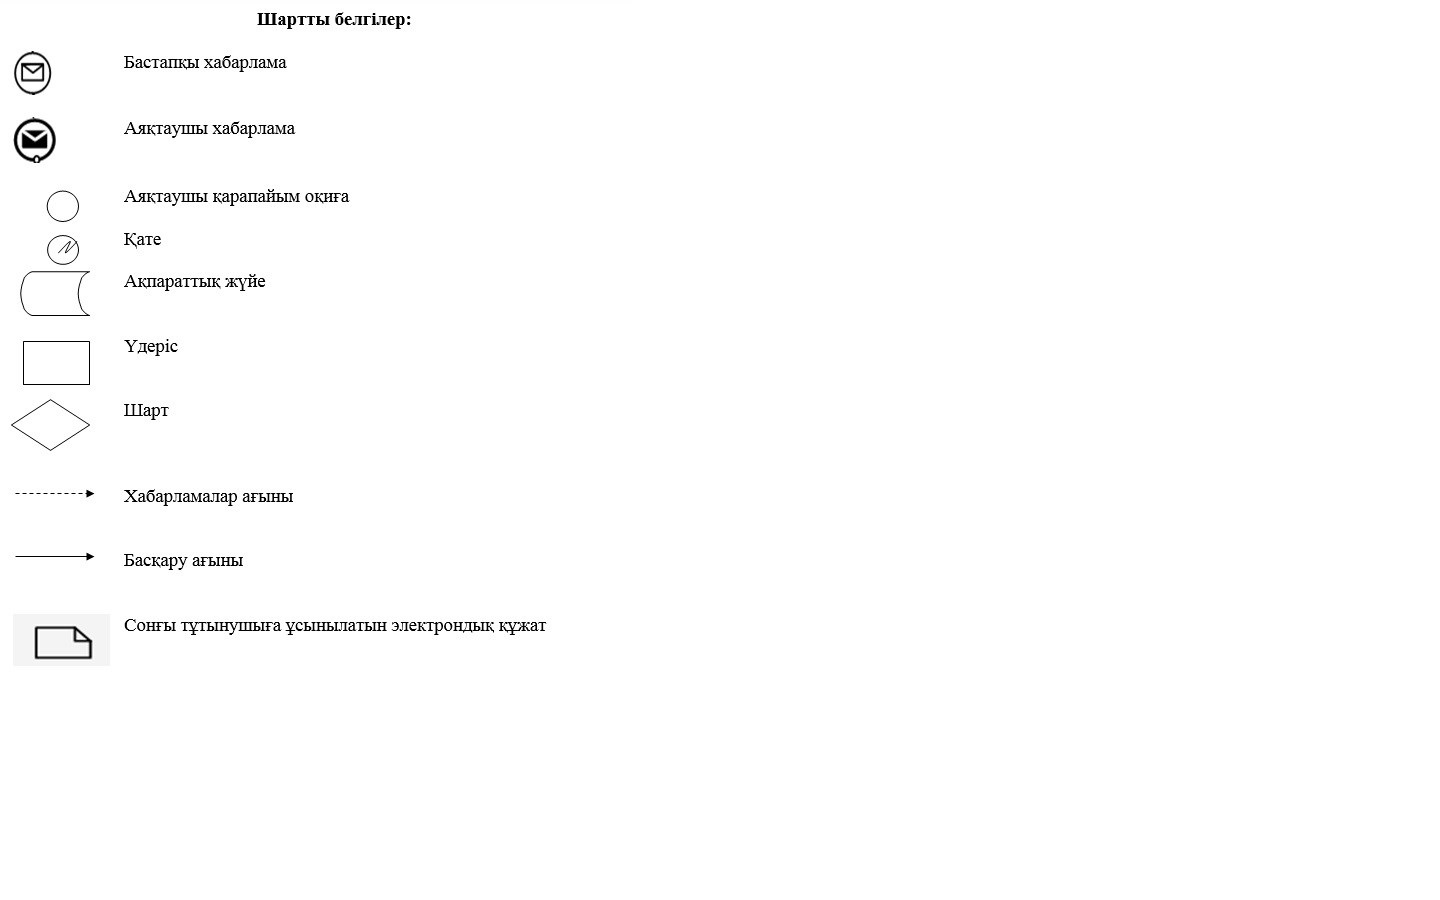 Шартты белгілер:
Бастапқы хабарлама
Аяқтаушы хабарлама
Аяқтаушы қарапайым оқиға
Қате
Ақпараттық жүйе
Үдеріс
Шарт
Хабарламалар ағыны
Басқару ағыны
Соңғы тұтынушыға ұсынылатын электрондық құжат